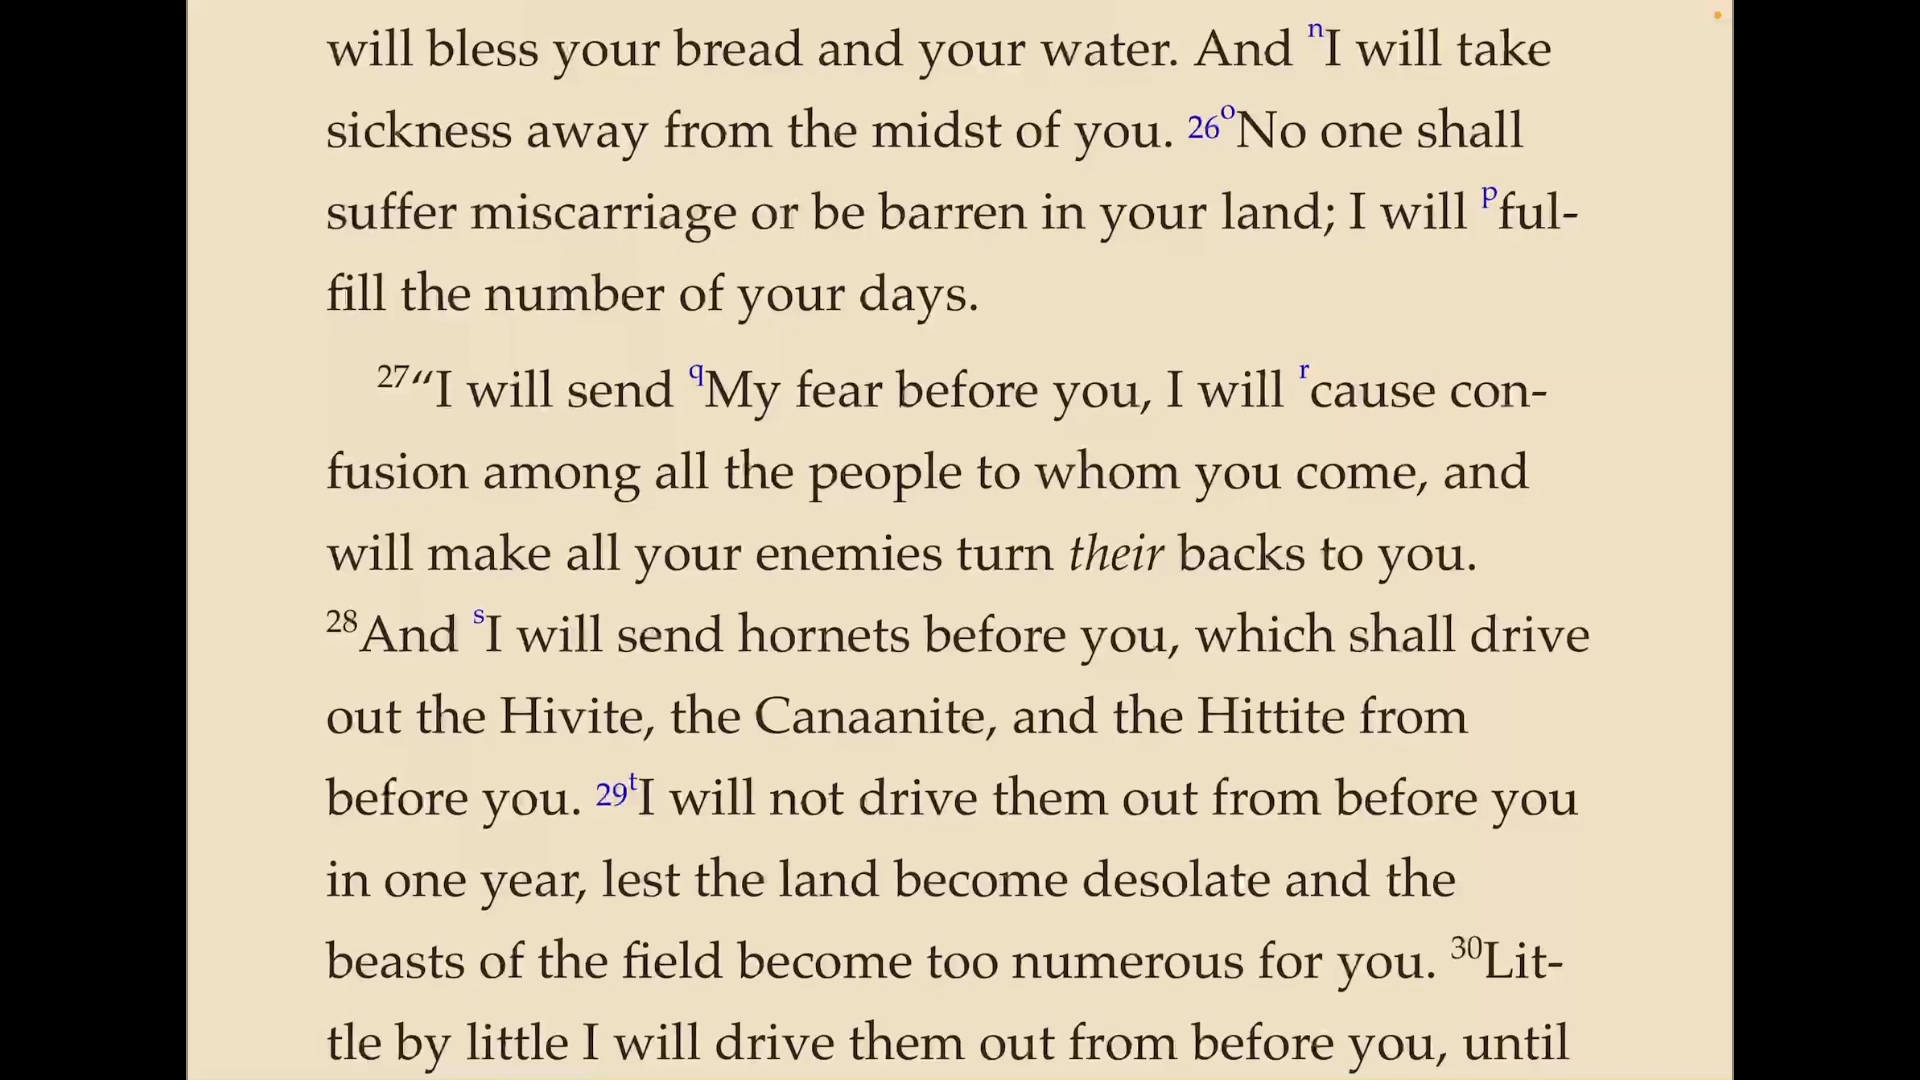 will bless your bread and your water. And nI will take
sickness away from the midst of you. 26oNo one shall
suffer miscarriage or be barren in your land; I will pful-
fill the number of your days.
27“I will send qMy fear before you, I will rcause con-
fusion among all the people to whom you come, and
will make all your enemies turn their backs to you.
28And sI will send hornets before you, which shall drive
out the Hivite, the Canaanite, and the Hittite from
before you. 29tI will not drive them out from before you
in one year, lest the land become desolate and the
beasts of the field become too numerous for you. 30Lit-
tle by little I will drive them out from before you, until